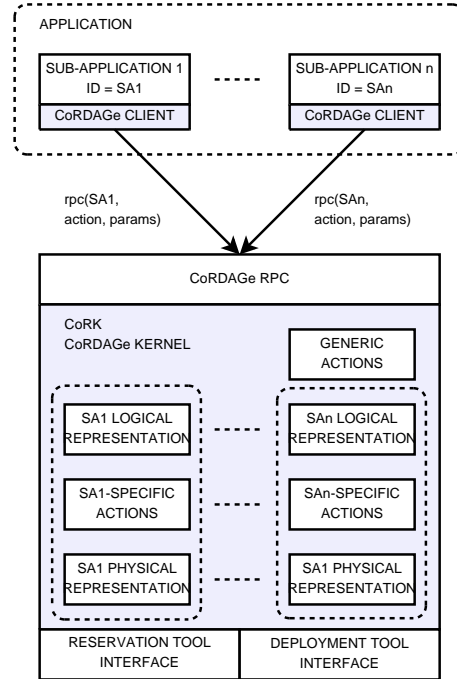 APPLICATION
SUB-APPLICATION 1
ID = SA1
CoRDAGe CLIENT
SUB-APPLICATION n
ID = SAn
CoRDAGe CLIENT
rpc(SA1,
action, params)
rpc(SAn,
action, params)
CoRDAGe RPC
CoRK
CoRDAGe KERNEL
GENERIC
ACTIONS
SA1 LOGICAL
REPRESENTATION
SAn LOGICAL
REPRESENTATION
SA1-SPECIFIC
ACTIONS
SAn-SPECIFIC
ACTIONS
SA1 PHYSICAL
REPRESENTATION
SA1 PHYSICAL
REPRESENTATION
RESERVATION TOOL
INTERFACE
DEPLOYMENT TOOL
INTERFACE